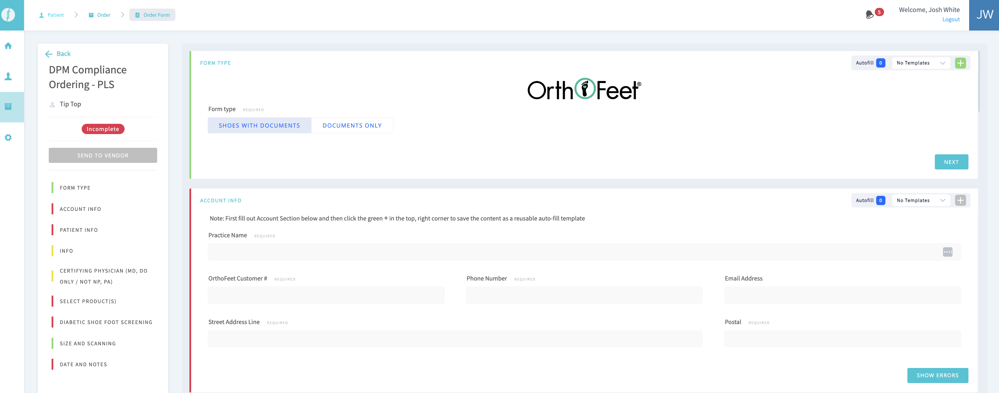 Patient
Order
Order Form
5
Welcome, Josh White
Logout
JW
Back
DPM Compliance
Ordering - PLS
Tip Top
Incomplete
SEND TO VENDOR
FORM TYPE
ACCOUNT INFO
PATIENT INFO
INFO
CERTIFYING PHYSICIAN (MD, DO
ONLY / NOT NP, PA)
SELECT PRODUCT(S)
DIABETIC SHOE FOOT SCREENING
SIZE AND SCANNING
DATE AND NOTES
FORM TYPE
Autofill 0 No Templates
OrthoFeet®
Form type REQUIRED
SHOES WITH DOCUMENTS DOCUMENTS ONLY
NEXT
ACCOUNT INFO
Autofill 0 No Templates
Note: First fill out Account Section below and then click the green + in the top, right corner to save the content as a reusable auto-fill template
Practice Name REQUIRED
OrthoFeet Customer # REQUIRED Phone Number REQUIRED Email Address
Street Address Line REQUIRED Postal REQUIRED
SHOW ERRORS